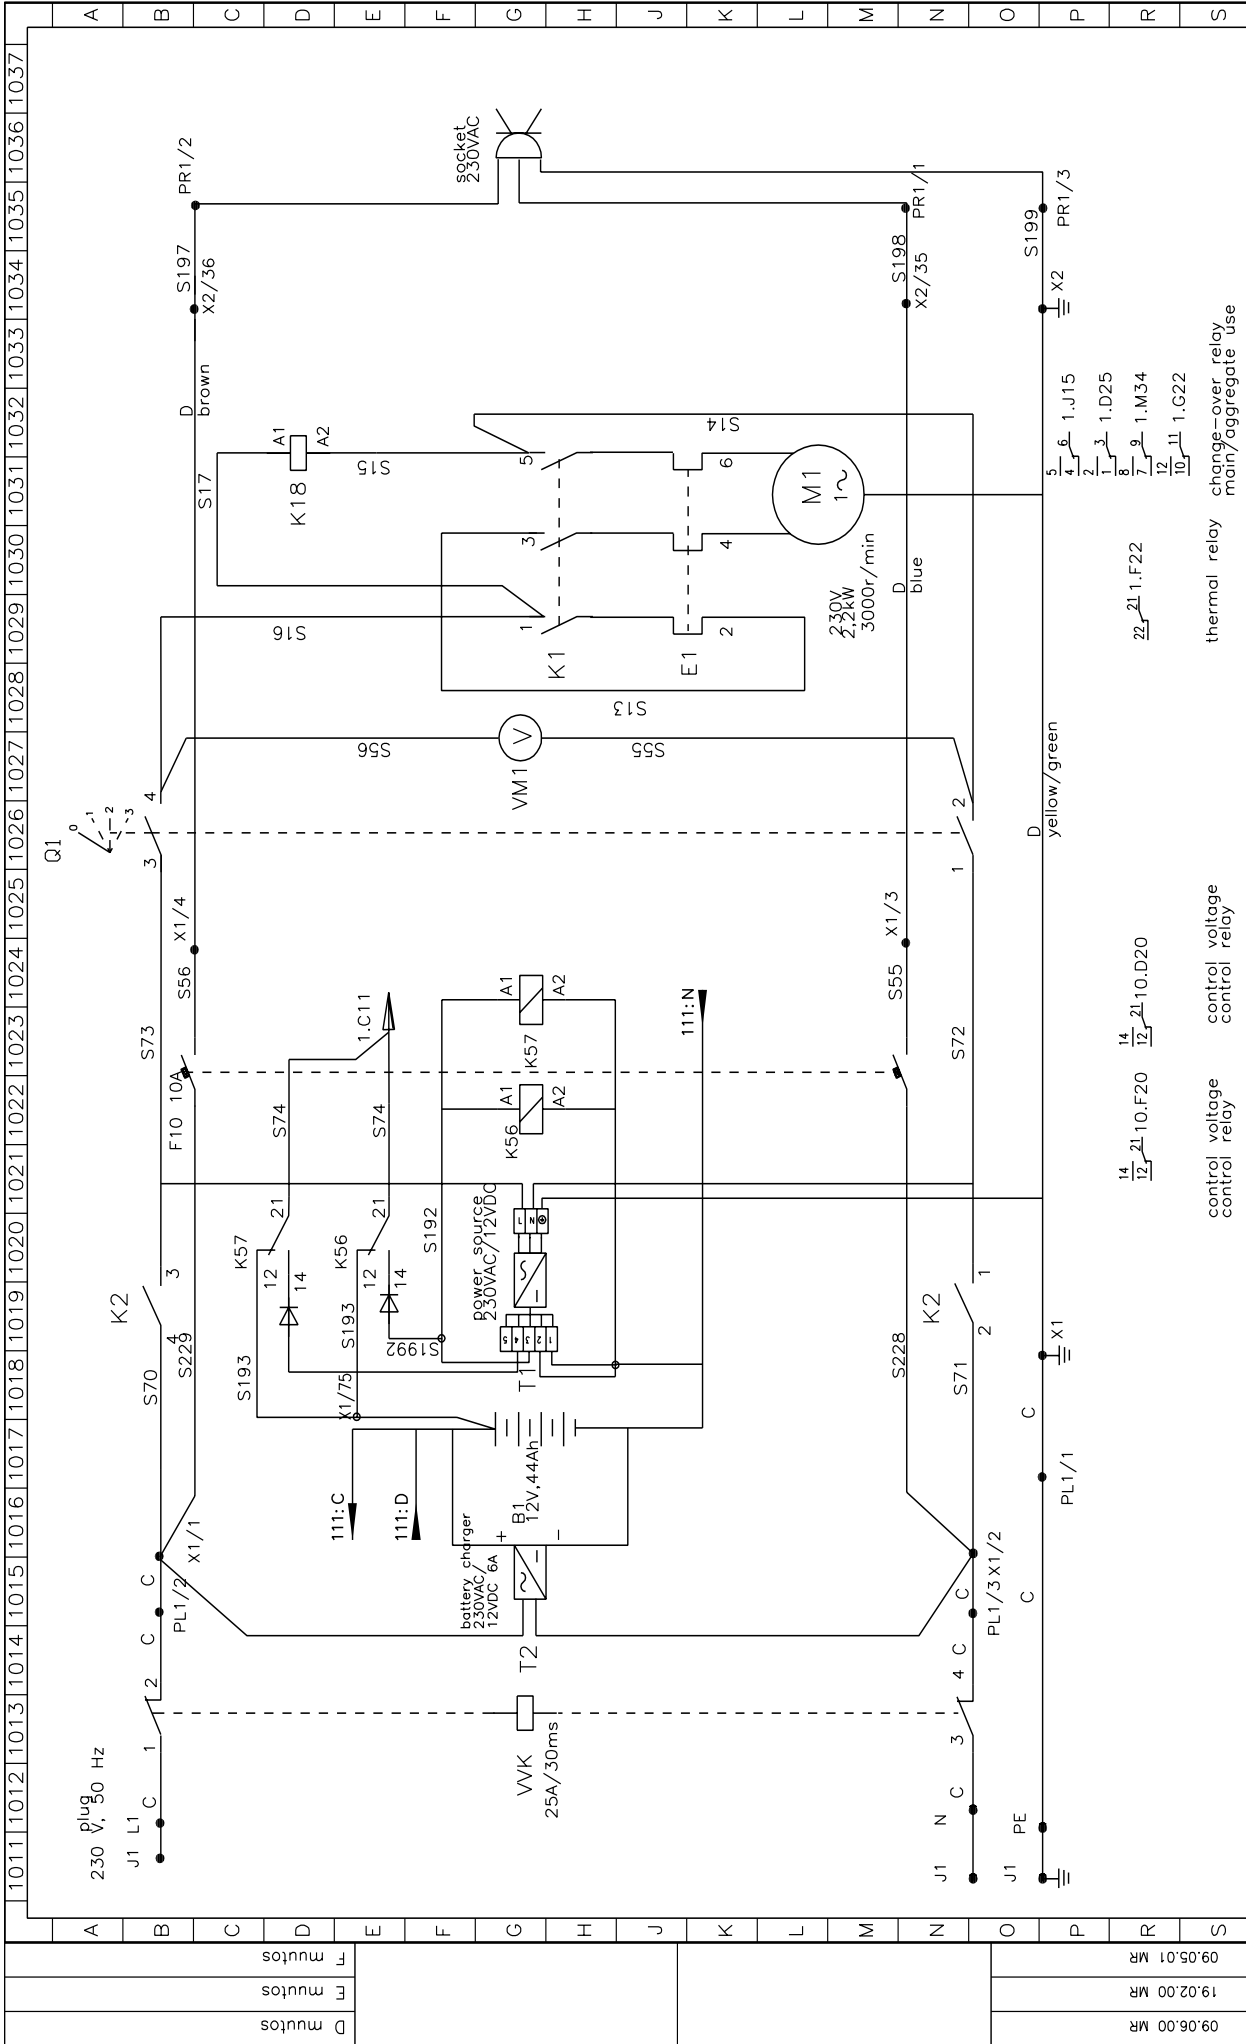 1011 1012 1013 1014 1015 1016 1017 1018 1019 1020 1021 1022 1023 1024 1025 1026 1027 1028 1029 1030 1031 1032 1033 1034 1035 1036 1037
A A
B B
C C
D D
E E
F F
G G
H H
J J
K K
L L
M M
N N
O O
P P
R R
S S
plug
230 V, 50 Hz
J1 L1
C
1
2
C
PL1/2
C
X1/1
S70
S229
4
K2
3
F10 10A
S73
S56
X1/4
Q1
0
1
2
3
3
4
D
brown
S197
X2/36
PR1/2
S193
K57
12
14
21
S74
X1/75
S193
K56
12
14
21
S74
1.C11
S1992
S192
111:C
111:D
battery charger
230VAC/
12VDC 6A
T2
+
−
B1
12V,44Ah
T1
5 4 3 2 1
power source
230VAC/12VDC
L N
K56
A1
A2
K57
A1
A2
111:N
VVK
25A/30ms
S56
VM1
V
S55
S16
S17
K18
A1
A2
S15
1
3
5
K1
S14
E1
2
4
6
S13
M1
1~
230V
2,2kW
3000r/min
socket
230VAC
S228
S55
X1/3
D
blue
S198
X2/35
PR1/1
J1
N
C
3
4
C
C
PL1/3
X1/2
S71
2
K2
1
S72
1
2
J1
PE
C
PL1/1
C
X1
D
yellow/green
S199
X2
PR1/3
14
12 21 10.F20
control voltage
control relay
14
12 21 10.D20
control voltage
control relay
22 21 1.F22
thermal relay
5
4 6 1.J15
2
1 3 1.D25
8
7 9 1.M34
12
10 11 1.G22
change-over relay
main/aggregate use
F muutos
E muutos
D muutos
09.05.01 MR
19.02.00 MR
09.06.00 MR